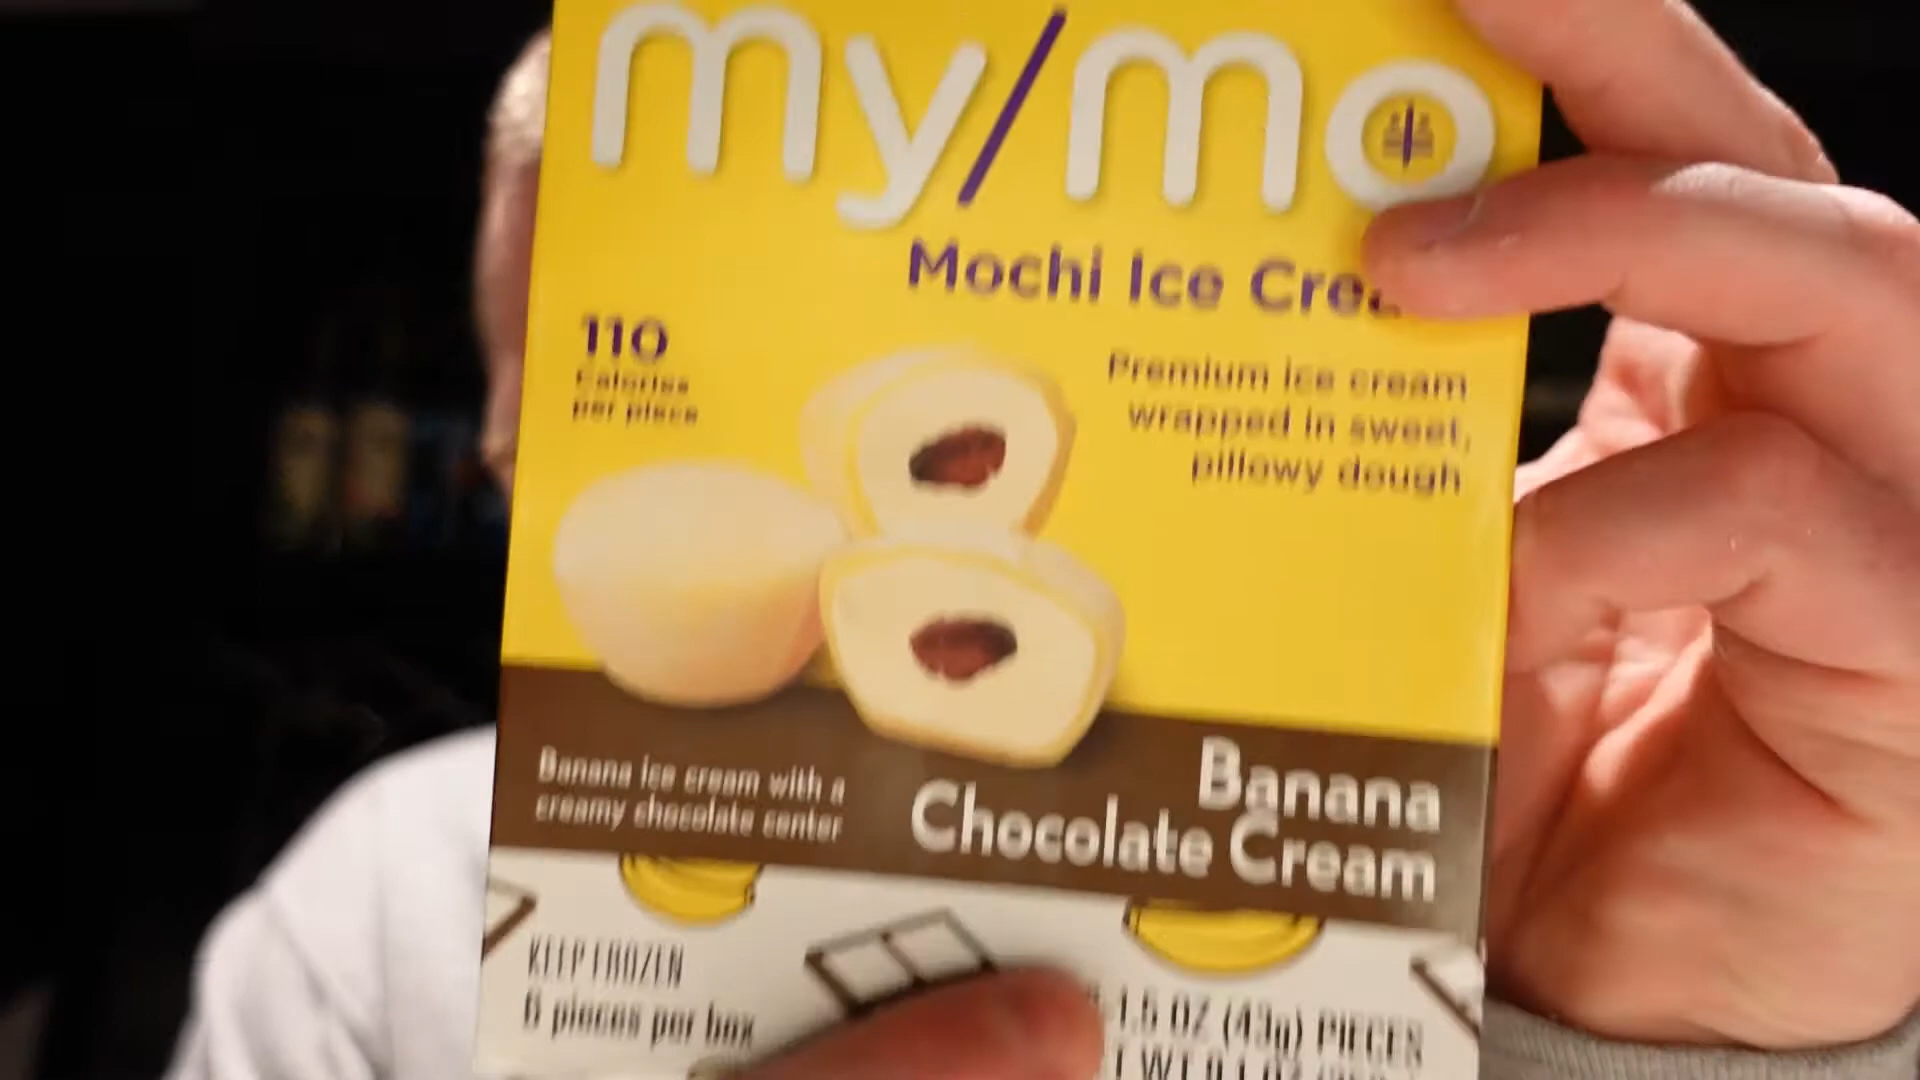 my/mo
Mochi Ice Crea
110
Calories
per piece
Premium ice cream
wrapped in sweet,
pillowy dough
Banana ice cream with a
creamy chocolate center
Banana
Chocolate Cream
KEEP FROZEN
6 pieces per box
1.5 OZ (43g) PIECES